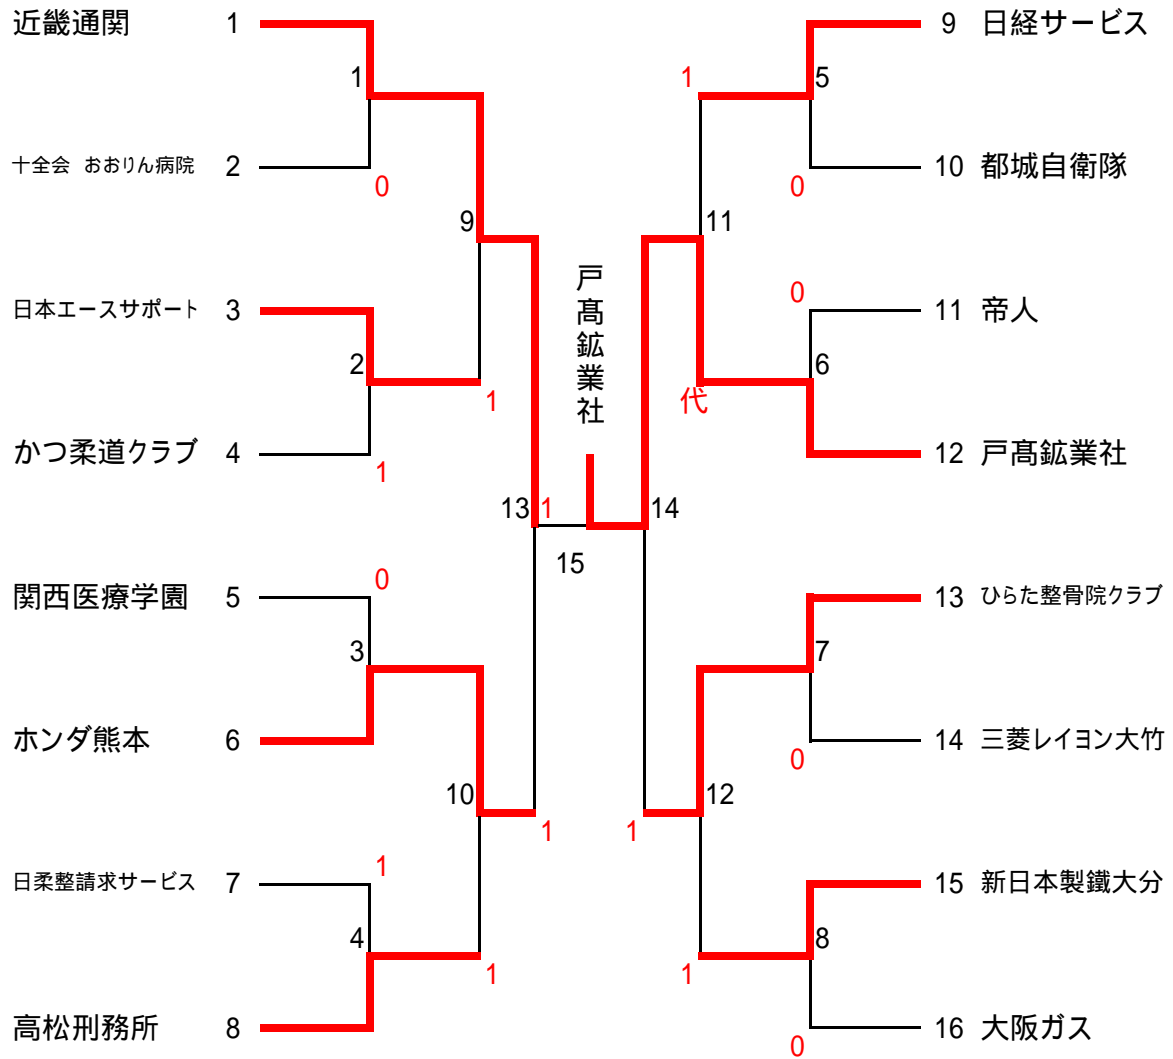 近畿通関 1
1
十全会 おおりん病院 2
0
9
日本エースサポート 3
2
1
かつ柔道クラブ 4
1
13
1
関西医療学園 5
0
3
ホンダ熊本 6
10
1
日柔整請求サービス 7
1
4
1
高松刑務所 8
戸髙鉱業社
15
9 日経サービス
1
5
10 都城自衛隊
0
11
11 帝人
0
6
代
12 戸髙鉱業社
14
13 ひらた整骨院クラブ
7
14 三菱レイヨン大竹
0
12
1
15 新日本製鐵大分
8
1
16 大阪ガス
0